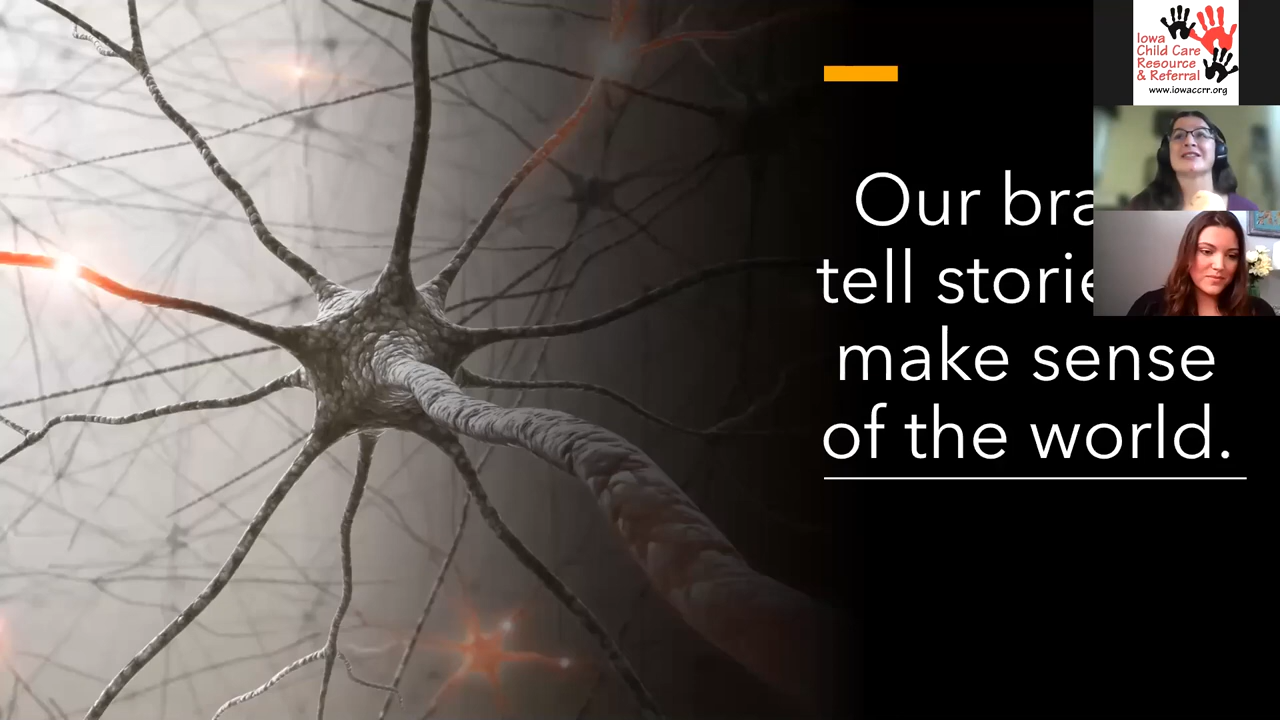 Our bra
tell storie
make sense
of the world.
Iowa
Child Care
Resource
& Referral
www.iowaccrr.org